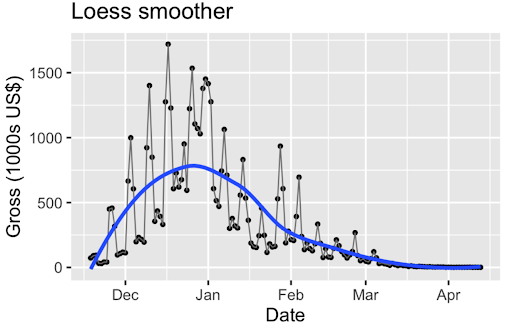 Loess smoother
Gross (1000s US$)
1500
1000
500
0
Dec Jan Feb Mar Apr
Date